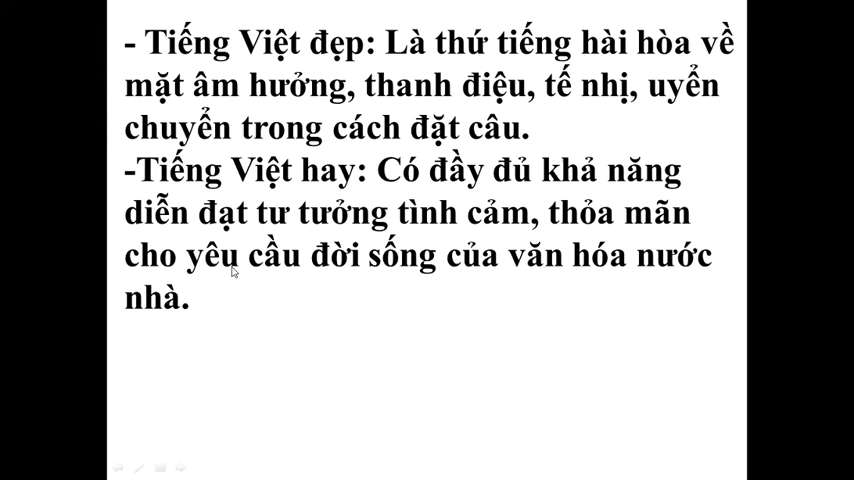 - Tiếng Việt đẹp: Là thứ tiếng hài hòa về
mặt âm hưởng, thanh điệu, tế nhị, uyển
chuyển trong cách đặt câu.
-Tiếng Việt hay: Có đầy đủ khả năng
diễn đạt tư tưởng tình cảm, thỏa mãn
cho yêu cầu đời sống của văn hóa nước
nhà.